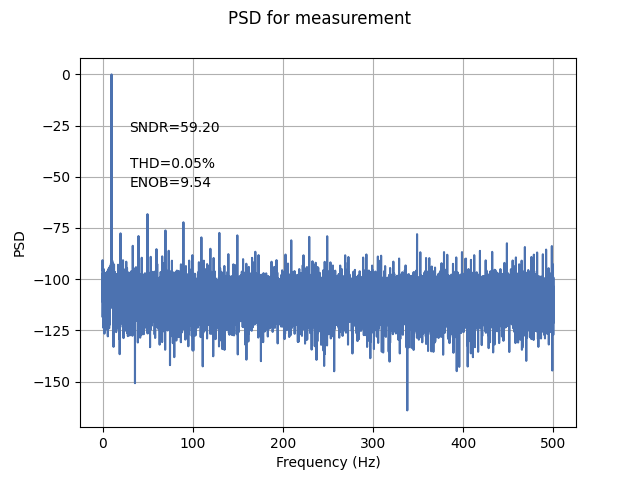 PSD for measurement
0
−25
−50
−75
−100
−125
−150
PSD
SNDR=59.20
THD=0.05%
ENOB=9.54
0 100 200 300 400 500
Frequency (Hz)